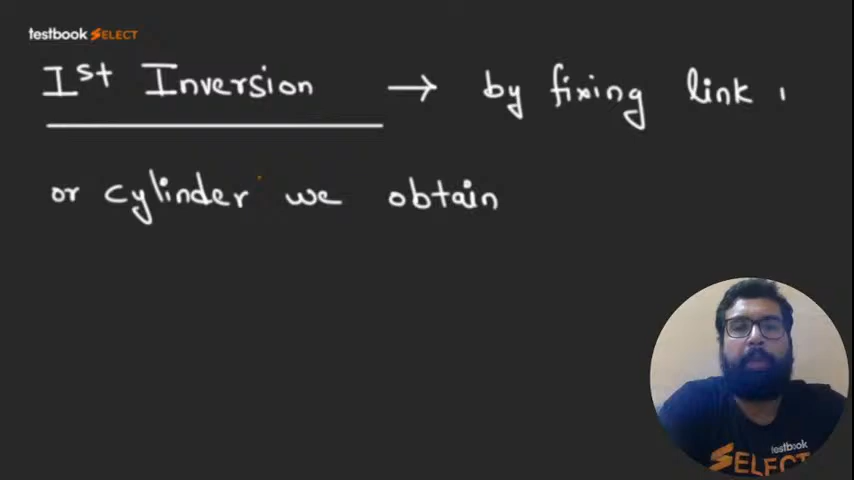 testbook SELECT
Ist Inversion → by fixing link 1
or cylinder we obtain
testbook
SELECT